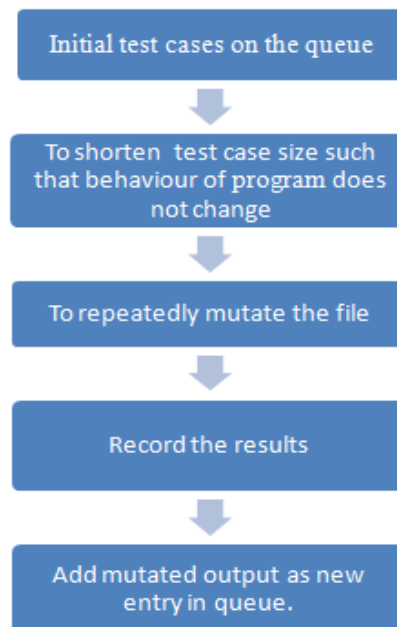 Initial test cases on the queue
To shorten test case size such
that behaviour of program does
not change
To repeatedly mutate the file
Record the results
Add mutated output as new
entry in queue.